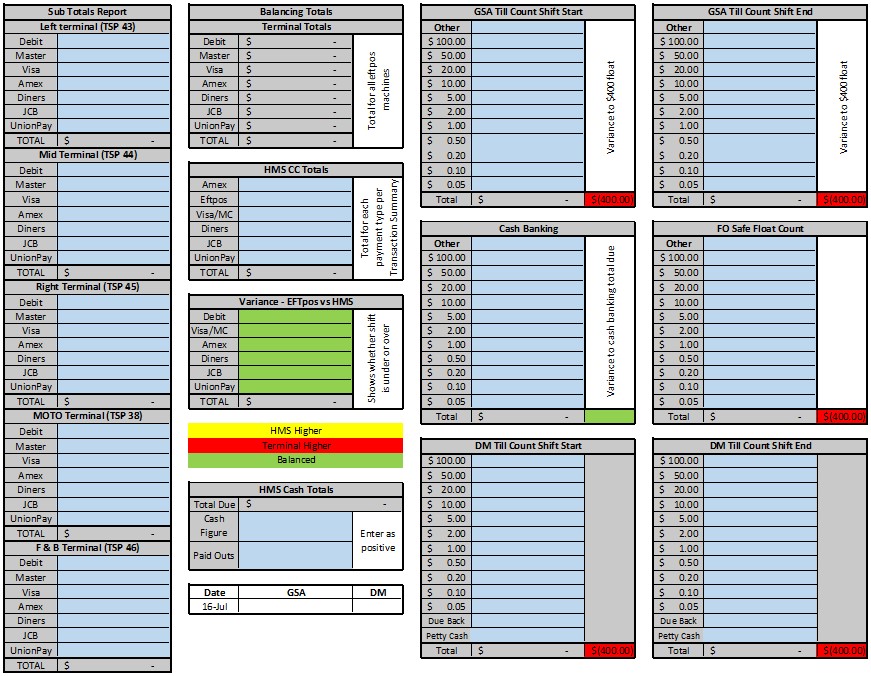 Sub Totals Report
Left terminal (TSP 43)
Debit
Master
Visa
Amex
Diners
JCB
UnionPay
TOTAL $ -
Mid Terminal (TSP 44)
Debit
Master
Visa
Amex
Diners
JCB
UnionPay
TOTAL $ -
Right Terminal (TSP 45)
Debit
Master
Visa
Amex
Diners
JCB
UnionPay
TOTAL $ -
MOTO Terminal (TSP 38)
Debit
Master
Visa
Amex
Diners
JCB
UnionPay
TOTAL $ -
F & B Terminal (TSP 46)
Debit
Master
Visa
Amex
Diners
JCB
UnionPay
TOTAL $ -
Balancing Totals
Terminal Totals
Debit $ -
Master $ -
Visa $ -
Amex $ -
Diners $ -
JCB $ -
UnionPay $ -
TOTAL $ -
Total for all eftpos
machines
HMS CC Totals
Amex
Eftpos
Visa/MC
Diners
JCB
UnionPay
TOTAL $ -
Total for each
payment type per
Transaction Summary
Variance - EFTpos vs HMS
Debit
Visa/MC
Amex
Diners
JCB
UnionPay
TOTAL $ -
Shows whether shift
is under or over
HMS Higher
Terminal Higher
Balanced
HMS Cash Totals
Total Due $ -
Cash
Figure
Paid Outs
Enter as
positive
Date GSA DM
16-Jul
GSA Till Count Shift Start
Other
$ 100.00
$ 50.00
$ 20.00
$ 10.00
$ 5.00
$ 2.00
$ 1.00
$ 0.50
$ 0.20
$ 0.10
$ 0.05
Variance to $400 float
Total $ - $(400.00)
Cash Banking
Other
$ 100.00
$ 50.00
$ 20.00
$ 10.00
$ 5.00
$ 2.00
$ 1.00
$ 0.50
$ 0.20
$ 0.10
$ 0.05
Variance to cash banking total due
Total $ -
DM Till Count Shift Start
$ 100.00
$ 50.00
$ 20.00
$ 10.00
$ 5.00
$ 2.00
$ 1.00
$ 0.50
$ 0.20
$ 0.10
$ 0.05
Due Back
Petty Cash
Total $ - $(400.00)
GSA Till Count Shift End
Other
$ 100.00
$ 50.00
$ 20.00
$ 10.00
$ 5.00
$ 2.00
$ 1.00
$ 0.50
$ 0.20
$ 0.10
$ 0.05
Variance to $400 float
Total $ - $(400.00)
FO Safe Float Count
Other
$ 100.00
$ 50.00
$ 20.00
$ 10.00
$ 5.00
$ 2.00
$ 1.00
$ 0.50
$ 0.20
$ 0.10
$ 0.05
Total $ - $(400.00)
DM Till Count Shift End
$ 100.00
$ 50.00
$ 20.00
$ 10.00
$ 5.00
$ 2.00
$ 1.00
$ 0.50
$ 0.20
$ 0.10
$ 0.05
Due Back
Petty Cash
Total $ - $(400.00)